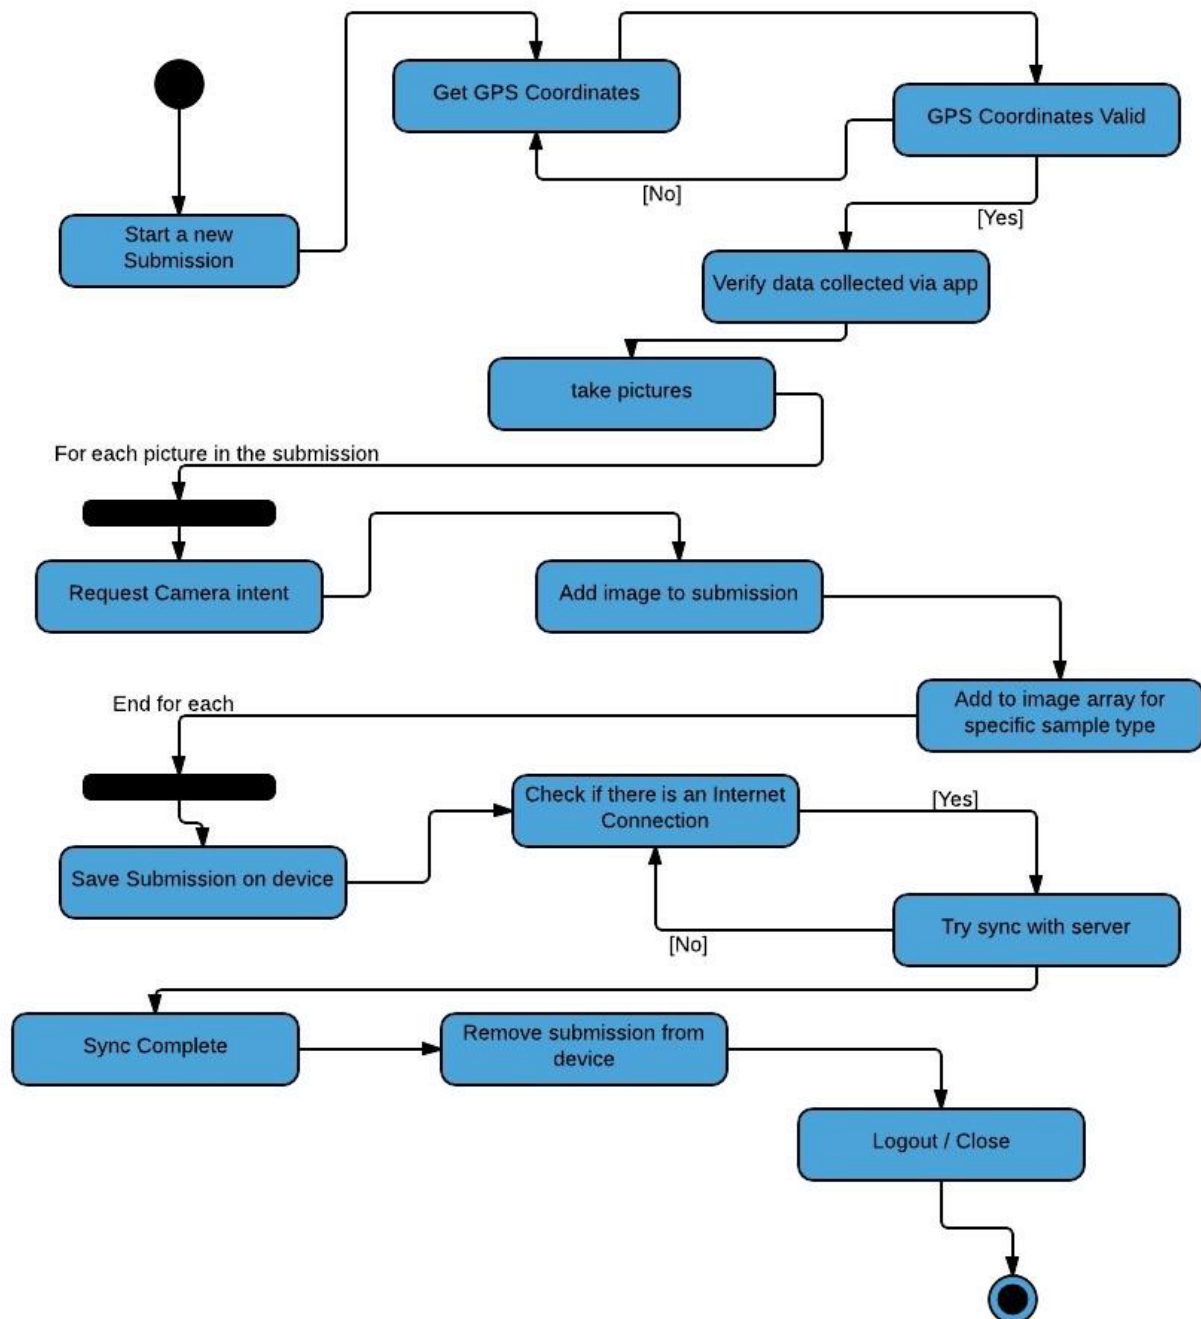 Get GPS Coordinates
GPS Coordinates Valid
[No]
[Yes]
Start a new
Submission
Verify data collected via app
take pictures
For each picture in the submission
Request Camera intent
Add image to submission
Add to image array for
specific sample type
End for each
Check if there is an Internet
Connection
[Yes]
Save Submission on device
Try sync with server
[No]
Sync Complete
Remove submission from
device
Logout / Close